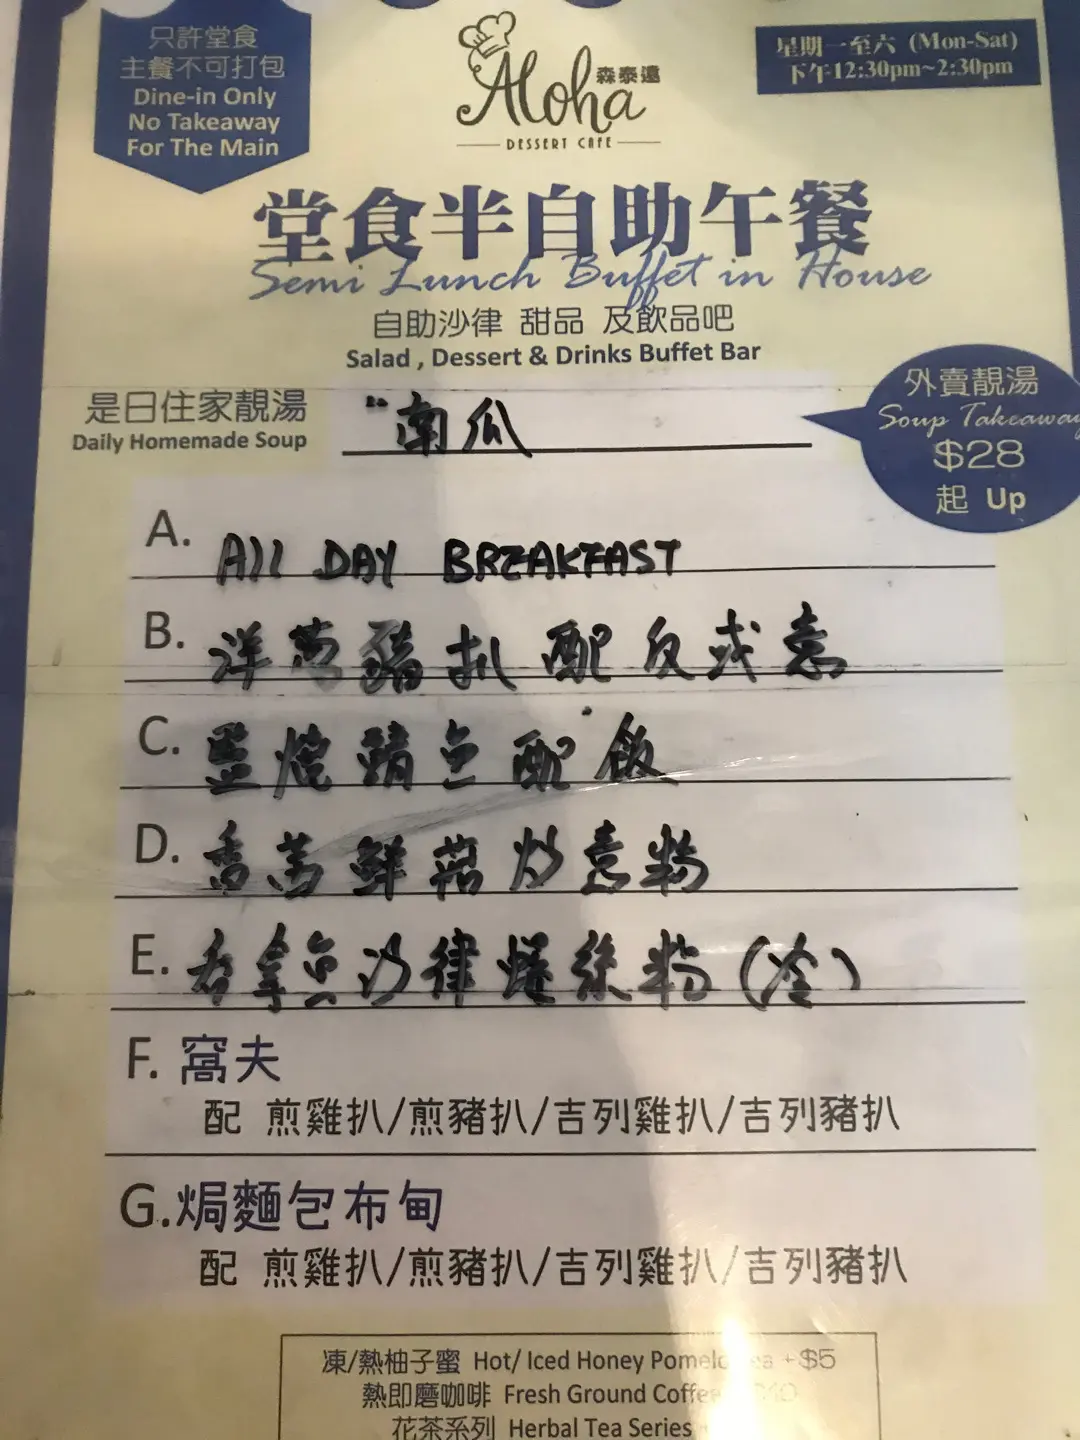 只許堂食
主餐不可打包
Dine-in Only
No Takeaway
For The Main
Aloha 森泰還
DESSERT CAFE
星期一至六 (Mon-Sat)
下午12:30pm~2:30pm
堂食半自助午餐
Semi Lunch Buffet in House
自助沙律 甜品 及飲品吧
Salad , Dessert & Drinks Buffet Bar
是日住家靚湯
Daily Homemade Soup
南瓜
外賣靚湯
Soup Takeaway
$28
起 Up
A. All DAY BREAKFAST
B. 洋葱豬扒配反或意
C. 盐燒鯖魚配飯
D. 香茜鮮菇炒意粉
E. 吞拿魚沙律螺絲粉(冷)
F. 窩夫
配 煎雞扒/煎豬扒/吉列雞扒/吉列豬扒
G.焗麵包布甸
配 煎雞扒/煎豬扒/吉列雞扒/吉列豬扒
凍/熱柚子蜜 Hot/ Iced Honey Pomelo Tea +$5
熱即磨咖啡 Fresh Ground Coffee
花茶系列 Herbal Tea Series